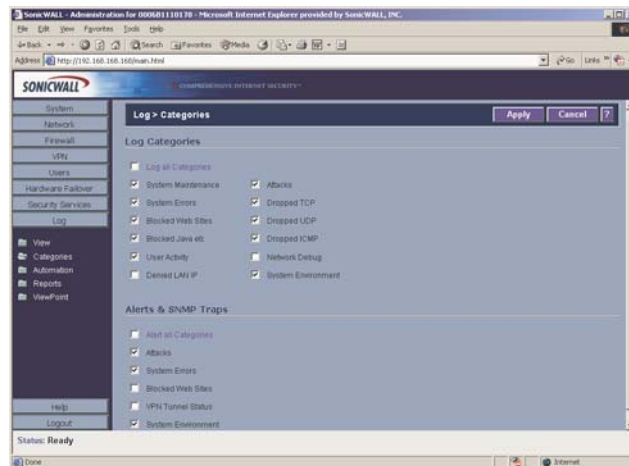 SonicWALL - Administration for 000601110170 - Microsoft Internet Explorer provided by SonicWALL, INC.
File Edit View Favorites Tools Help
Back Search Favorites Media
Address http://192.168.168.168/main.html Go Links
SONICWALL COMPREHENSIVE INTERNET SECURITY™
System
Network
Firewall
VPN
Users
Hardware Failover
Security Services
Log
View
Categories
Automation
Reports
ViewPoint
Help
Logout
Log > Categories
Apply Cancel ?
Log Categories
Log all Categories
System Maintenance Attacks
System Errors Dropped TCP
Blocked Web Sites Dropped UDP
Blocked Java etc Dropped ICMP
User Activity Network Debug
Denied LAN IP System Environment
Alerts & SNMP Traps
Alert all Categories
Attacks
System Errors
Blocked Web Sites
VPN Tunnel Status
System Environment
Status: Ready
Done Internet